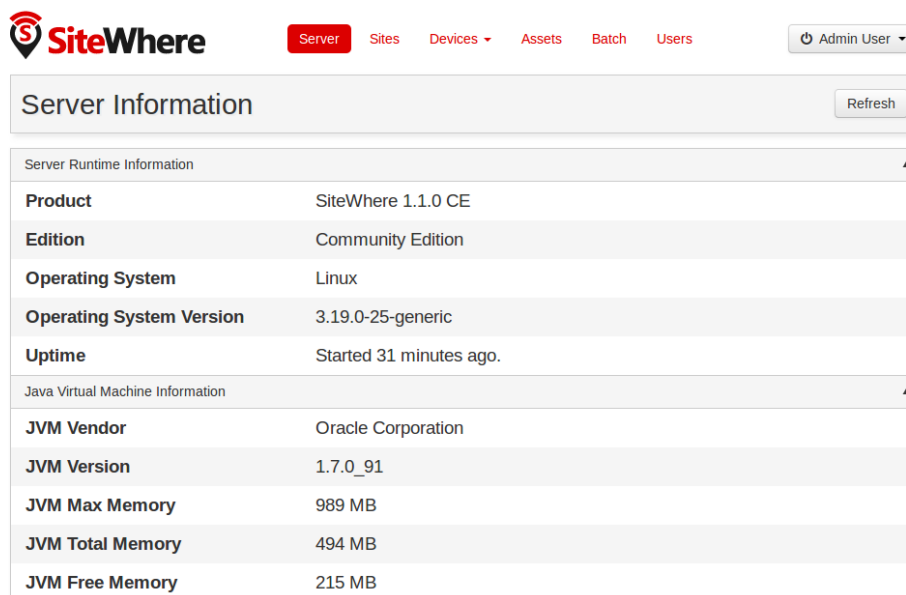 SiteWhere
Server Sites Devices Assets Batch Users Admin User
Server Information Refresh
Server Runtime Information
Product SiteWhere 1.1.0 CE
Edition Community Edition
Operating System Linux
Operating System Version 3.19.0-25-generic
Uptime Started 31 minutes ago.
Java Virtual Machine Information
JVM Vendor Oracle Corporation
JVM Version 1.7.0_91
JVM Max Memory 989 MB
JVM Total Memory 494 MB
JVM Free Memory 215 MB